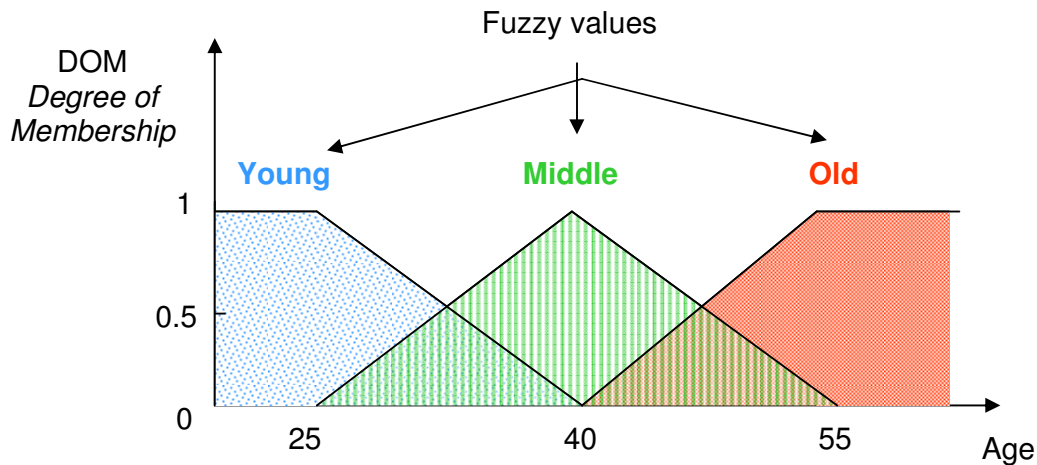 Fuzzy values
DOM
Degree of
Membership
Young
Middle
Old
1
0.5
0
25
40
55
Age